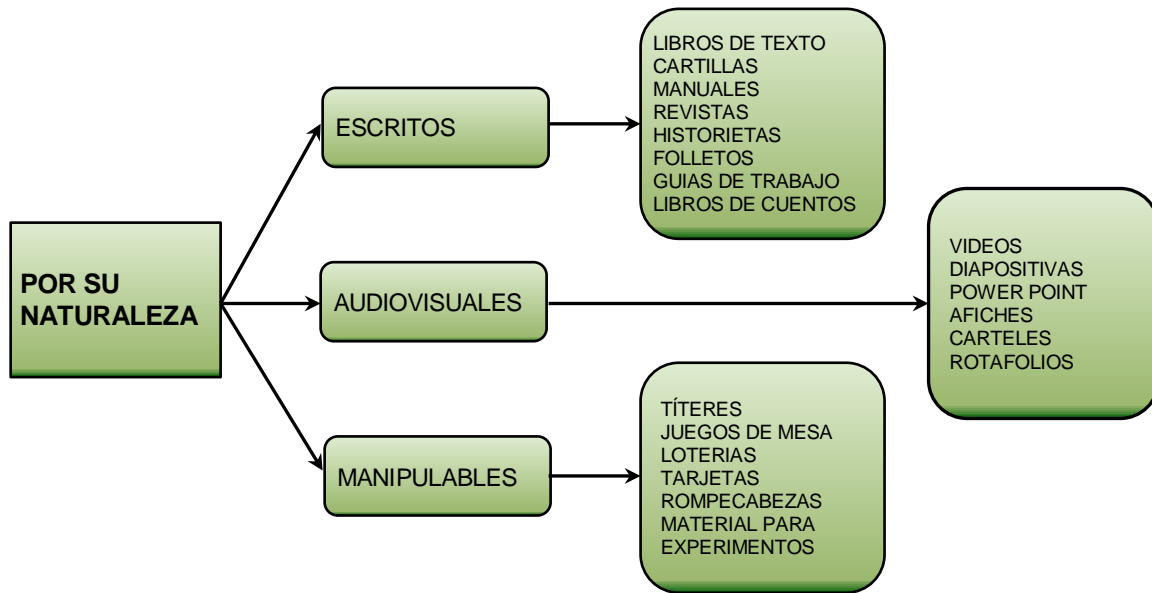 POR SU
NATURALEZA
ESCRITOS
LIBROS DE TEXTO
CARTILLAS
MANUALES
REVISTAS
HISTORIETAS
FOLLETOS
GUIAS DE TRABAJO
LIBROS DE CUENTOS
AUDIOVISUALES
VIDEOS
DIAPOSITIVAS
POWER POINT
AFICHES
CARTELES
ROTAFOLIOS
MANIPULABLES
TÍTERES
JUEGOS DE MESA
LOTERIAS
TARJETAS
ROMPECABEZAS
MATERIAL PARA
EXPERIMENTOS